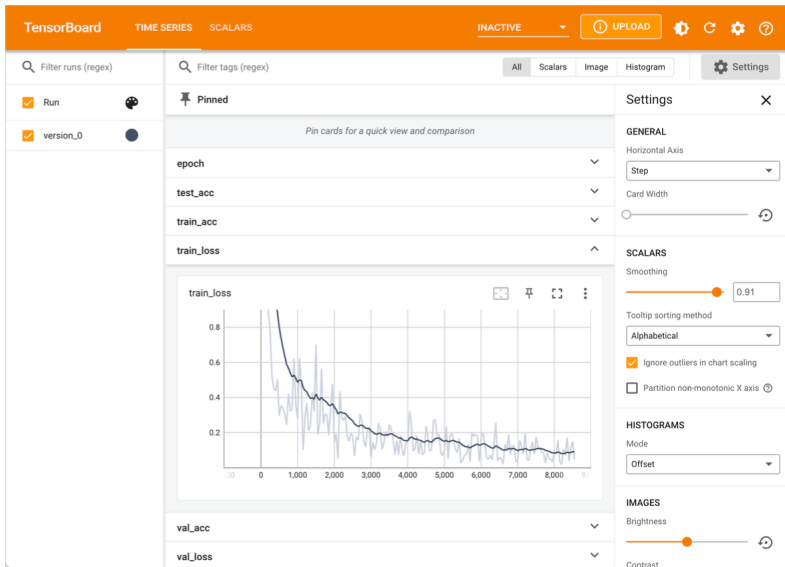 TensorBoard
TIME SERIES
SCALARS
INACTIVE
UPLOAD
Filter runs (regex)
Filter tags (regex)
All
Scalars
Image
Histogram
Settings
Run
version_0
Pinned
Pin cards for a quick view and comparison
epoch
test_acc
train_acc
train_loss
train_loss
0.8
0.6
0.4
0.2
0
1,000
2,000
3,000
4,000
5,000
6,000
7,000
8,000
val_acc
val_loss
Settings
GENERAL
Horizontal Axis
Step
Card Width
SCALARS
Smoothing
0.91
Tooltip sorting method
Alphabetical
Ignore outliers in chart scaling
Partition non-monotonic X axis
HISTOGRAMS
Mode
Offset
IMAGES
Brightness
Contrast